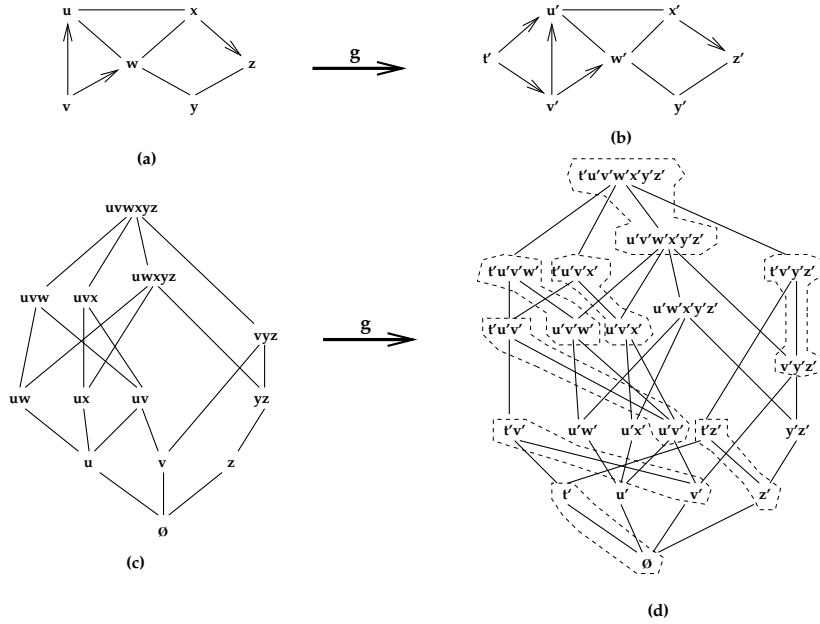 u x u′ x′
g
w z t′ w′ z′
v y v′ y′
(a) (b)
t′u′v′w′x′y′z′
uvwxyz
u′v′w′x′y′z′
uwxyz t′u′v′w′ t′u′v′x′ t′v′y′z′
uvw uvx
u′w′x′y′z′
g
vyz t′u′v′ u′v′w′ u′v′x′
v′y′z′
uw ux uv yz
t′v′ u′w′ u′x′ u′v′ t′z′ y′z′
u v z
t′ u′ v′ z′
Ø
(c) Ø
(d)